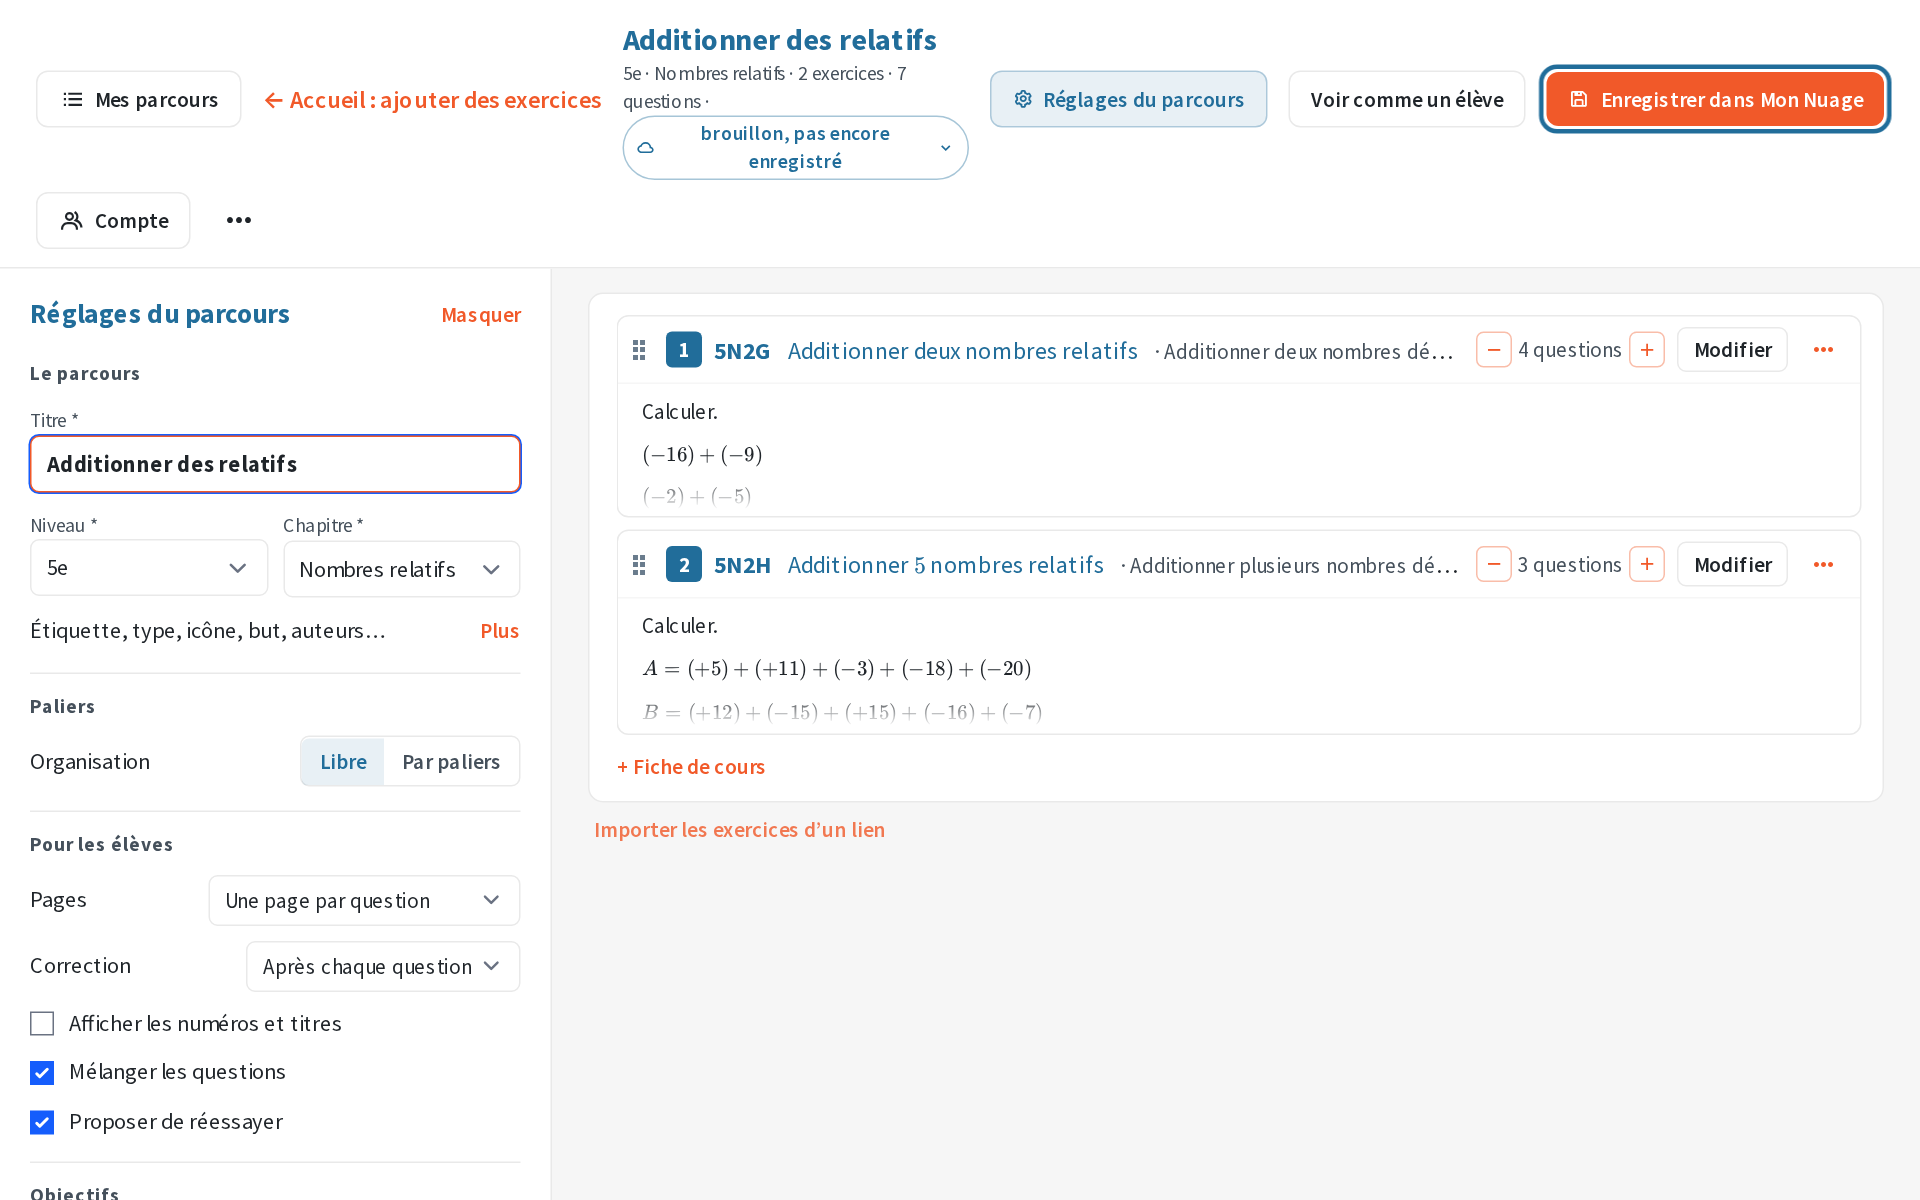 Mes parcours
← Accueil : ajouter des exercices
Additionner des relatifs
5e · Nombres relatifs · 2 exercices · 7
questions ·
brouillon, pas encore
enregistré
Réglages du parcours
Voir comme un élève
Enregistrer dans Mon Nuage
Compte
•••
Réglages du parcours
Masquer
Le parcours
Titre *
Additionner des relatifs
Niveau *
Chapitre *
5e
Nombres relatifs
Étiquette, type, icône, but, auteurs…
Plus
Paliers
Organisation
Libre
Par paliers
Pour les élèves
Pages
Une page par question
Correction
Après chaque question
Afficher les numéros et titres
Mélanger les questions
Proposer de réessayer
Objectifs
1 5N2G Additionner deux nombres relatifs · Additionner deux nombres dé…
− 4 questions + Modifier •••
Calculer.
(−16) + (−9)
(−2) + (−5)
2 5N2H Additionner 5 nombres relatifs · Additionner plusieurs nombres dé…
− 3 questions + Modifier •••
Calculer.
A = (+5) + (+11) + (−3) + (−18) + (−20)
B = (+12) + (−15) + (+15) + (−16) + (−7)
+ Fiche de cours
Importer les exercices d’un lien